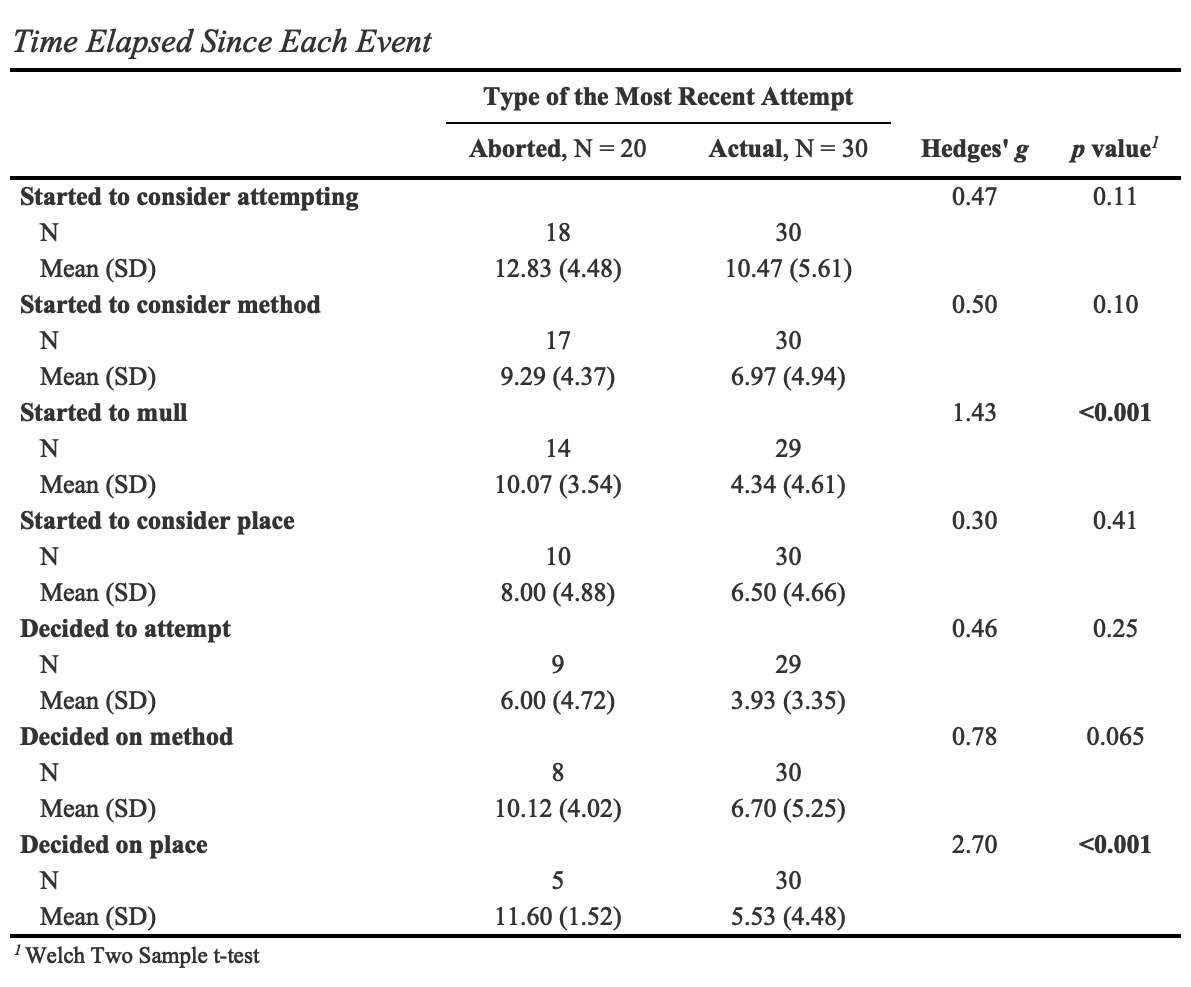 Time Elapsed Since Each Event
Type of the Most Recent Attempt
Aborted, N = 20 Actual, N = 30 Hedges' g p value1
Started to consider attempting 0.47 0.11
N 18 30
Mean (SD) 12.83 (4.48) 10.47 (5.61)
Started to consider method 0.50 0.10
N 17 30
Mean (SD) 9.29 (4.37) 6.97 (4.94)
Started to mull 1.43 <0.001
N 14 29
Mean (SD) 10.07 (3.54) 4.34 (4.61)
Started to consider place 0.30 0.41
N 10 30
Mean (SD) 8.00 (4.88) 6.50 (4.66)
Decided to attempt 0.46 0.25
N 9 29
Mean (SD) 6.00 (4.72) 3.93 (3.35)
Decided on method 0.78 0.065
N 8 30
Mean (SD) 10.12 (4.02) 6.70 (5.25)
Decided on place 2.70 <0.001
N 5 30
Mean (SD) 11.60 (1.52) 5.53 (4.48)
1 Welch Two Sample t-test